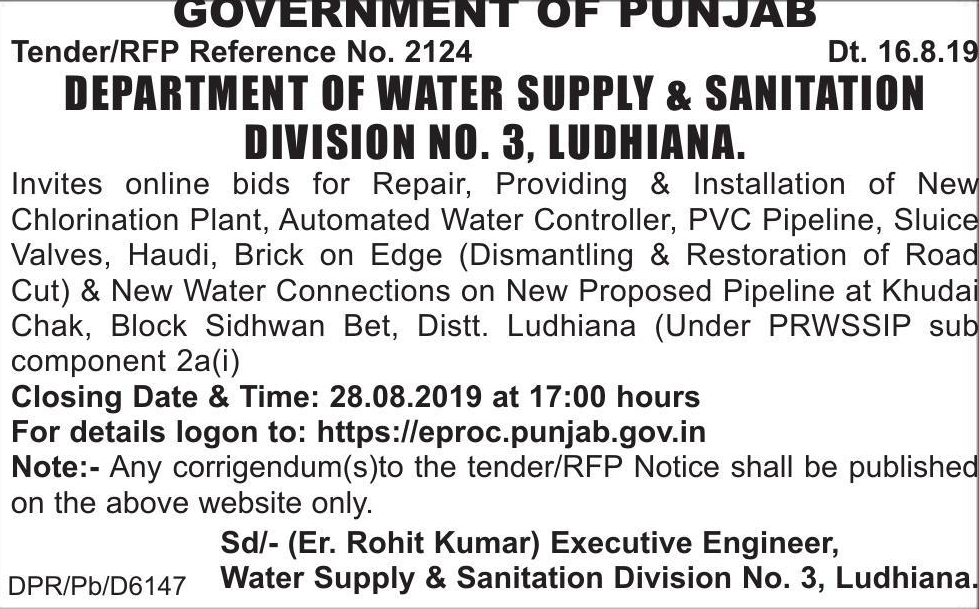 GOVERNMENT OF PUNJAB
Tender/RFP Reference No. 2124 Dt. 16.8.19
DEPARTMENT OF WATER SUPPLY & SANITATION
DIVISION NO. 3, LUDHIANA.
Invites online bids for Repair, Providing & Installation of New
Chlorination Plant, Automated Water Controller, PVC Pipeline, Sluice
Valves, Haudi, Brick on Edge (Dismantling & Restoration of Road
Cut) & New Water Connections on New Proposed Pipeline at Khudai
Chak, Block Sidhwan Bet, Distt. Ludhiana (Under PRWSSIP sub
component 2a(i)
Closing Date & Time: 28.08.2019 at 17:00 hours
For details logon to: https://eproc.punjab.gov.in
Note:- Any corrigendum(s)to the tender/RFP Notice shall be published
on the above website only.
Sd/- (Er. Rohit Kumar) Executive Engineer,
DPR/Pb/D6147 Water Supply & Sanitation Division No. 3, Ludhiana.